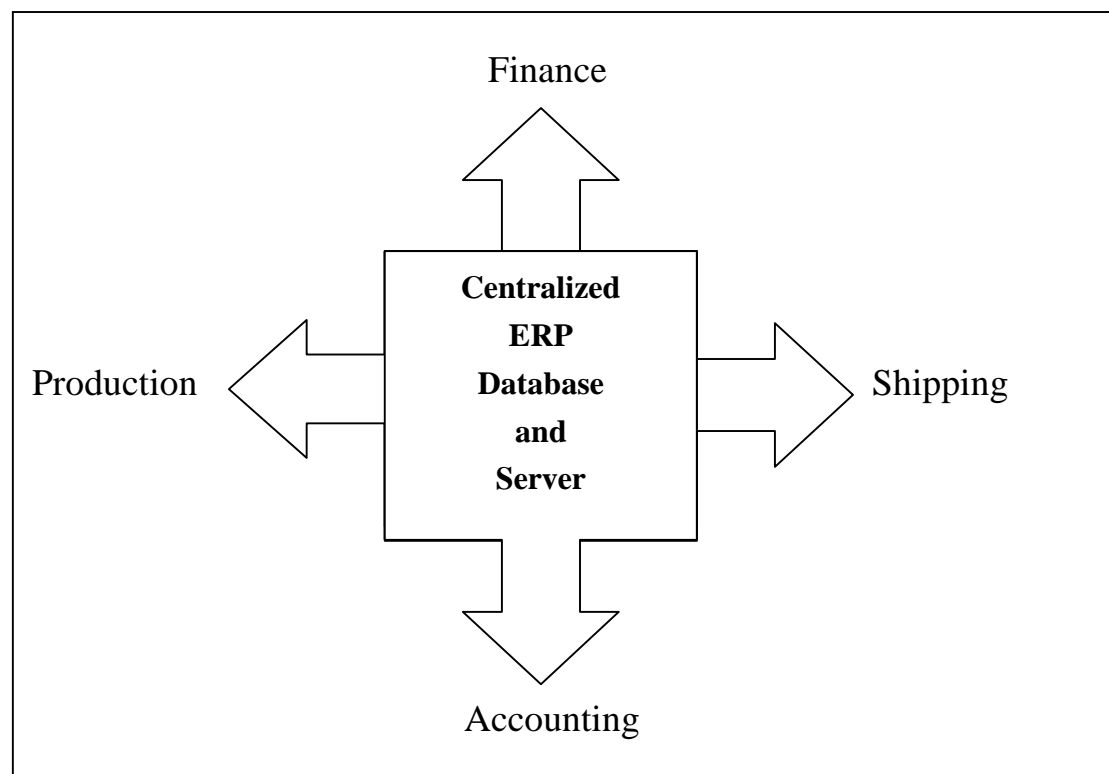 Finance
Centralized
ERP
Database
and
Server
Production
Shipping
Accounting